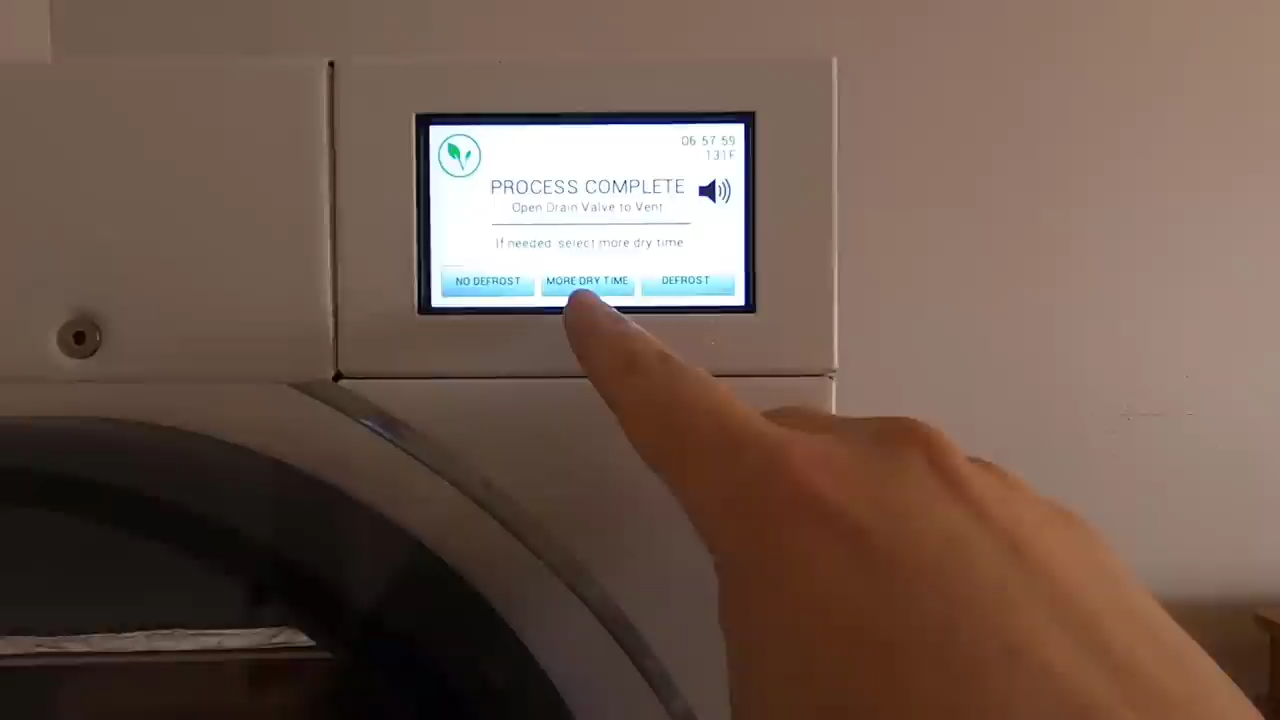 06 57 59
131F
PROCESS COMPLETE
Open Drain Valve to Vent
If needed, select more dry time
NO DEFROST MORE DRY TIME DEFROST